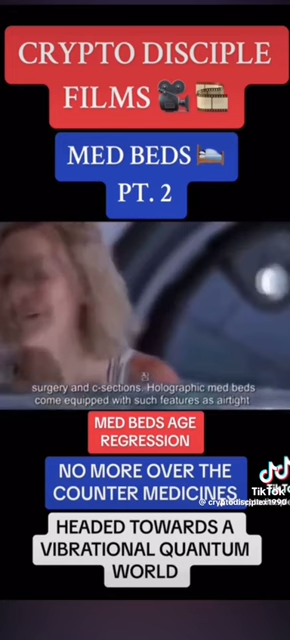 CRYPTO DISCIPLE
FILMS 🎥🎞️
MED BEDS 🛌
PT. 2
surgery and c-sections. Holographic med beds
come equipped with such features as airtight
MED BEDS AGE
REGRESSION
NO MORE OVER THE
COUNTER MEDICINES
TikTok
HEADED TOWARDS A
VIBRATIONAL QUANTUM
WORLD